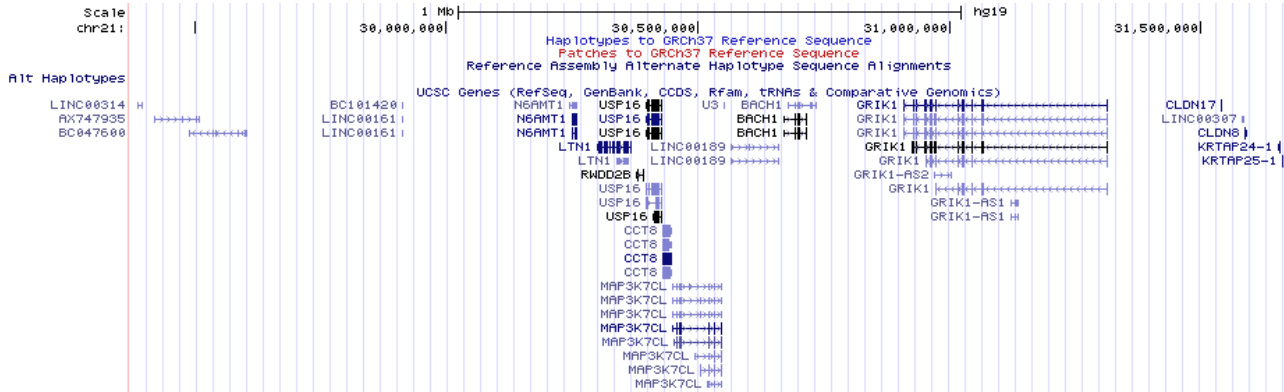 Scale 1 Mb hg19
chr21: 30,000,000 30,500,000 31,000,000 31,500,000
Haplotypes to GRCh37 Reference Sequence
Patches to GRCh37 Reference Sequence
Reference Assembly Alternate Haplotype Sequence Alignments
Alt Haplotypes
UCSC Genes (RefSeq, GenBank, CCDS, Rfam, tRNAs & Comparative Genomics)
LINC00314 BC101420 N6AMT1 USP16 U3 BACH1 GRIK1 CLDN17
AX747935 LINC00161 N6AMT1 USP16 BACH1 GRIK1 LINC00307
BC047600 LINC00161 N6AMT1 USP16 BACH1 GRIK1 CLDN8
LTN1 LINC00189 GRIK1 KRTAP24-1
LTN1 LINC00189 GRIK1 KRTAP25-1
RWDD2B GRIK1-AS2
USP16 GRIK1
USP16 GRIK1-AS1
USP16 GRIK1-AS1
CCT8
CCT8
CCT8
CCT8
MAP3K7CL
MAP3K7CL
MAP3K7CL
MAP3K7CL
MAP3K7CL
MAP3K7CL
MAP3K7CL
MAP3K7CL